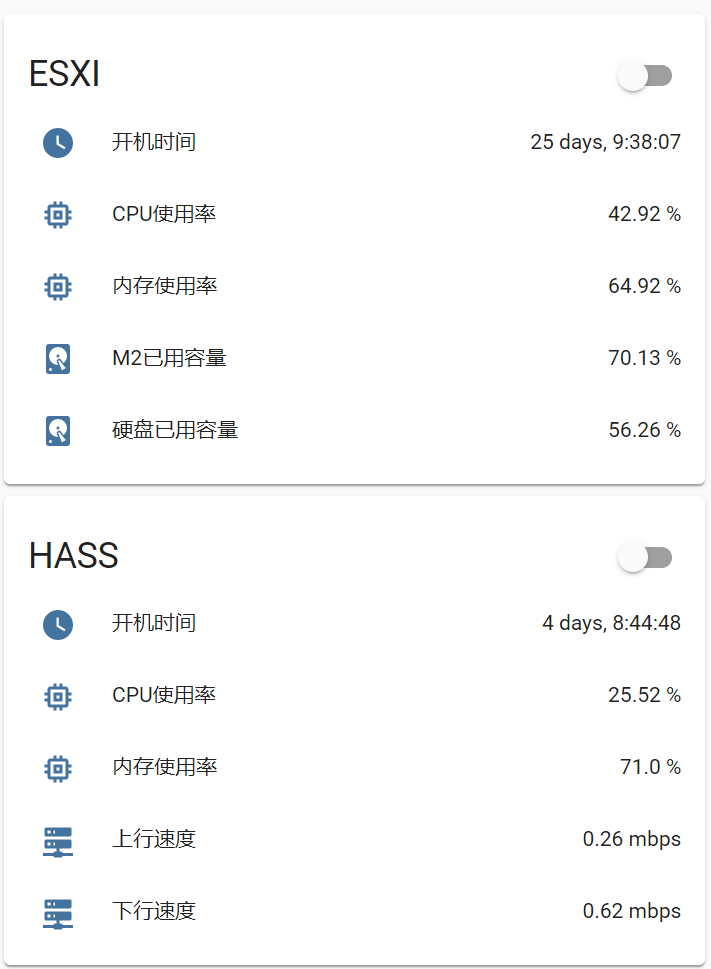 ESXI
开机时间 25 days, 9:38:07
CPU使用率 42.92 %
内存使用率 64.92 %
M2已用容量 70.13 %
硬盘已用容量 56.26 %
HASS
开机时间 4 days, 8:44:48
CPU使用率 25.52 %
内存使用率 71.0 %
上行速度 0.26 mbps
下行速度 0.62 mbps